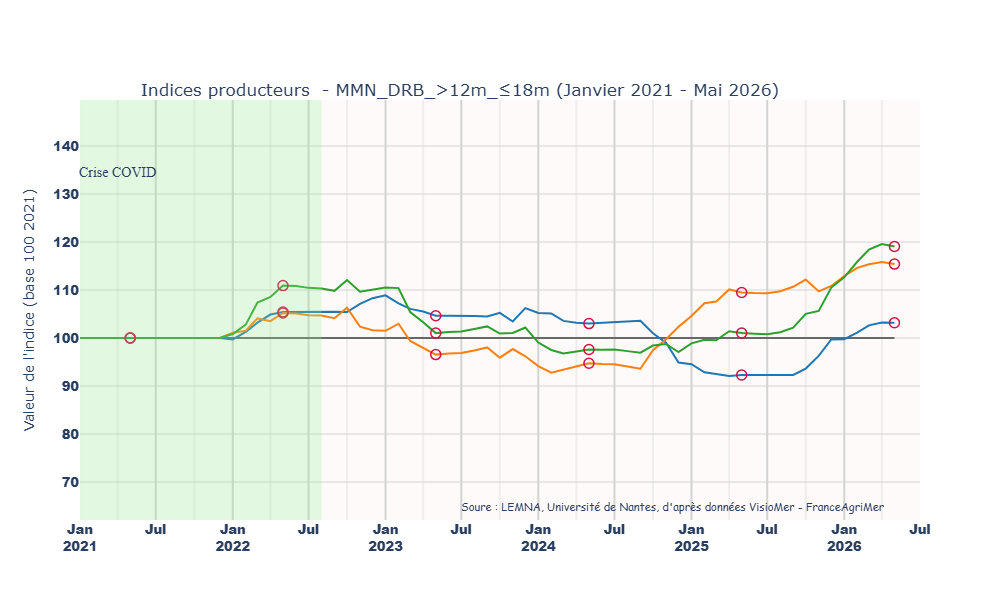 Indices producteurs - MMN_DRB_>12m_≤18m (Janvier 2021 - Mai 2026)
Valeur de l'indice (base 100 2021)
140
130
120
110
100
90
80
70
Crise COVID
Soure : LEMNA, Université de Nantes, d'après données VisioMer - FranceAgriMer
Jan Jul Jan Jul Jan Jul Jan Jul Jan Jul Jan Jul
2021 2022 2023 2024 2025 2026